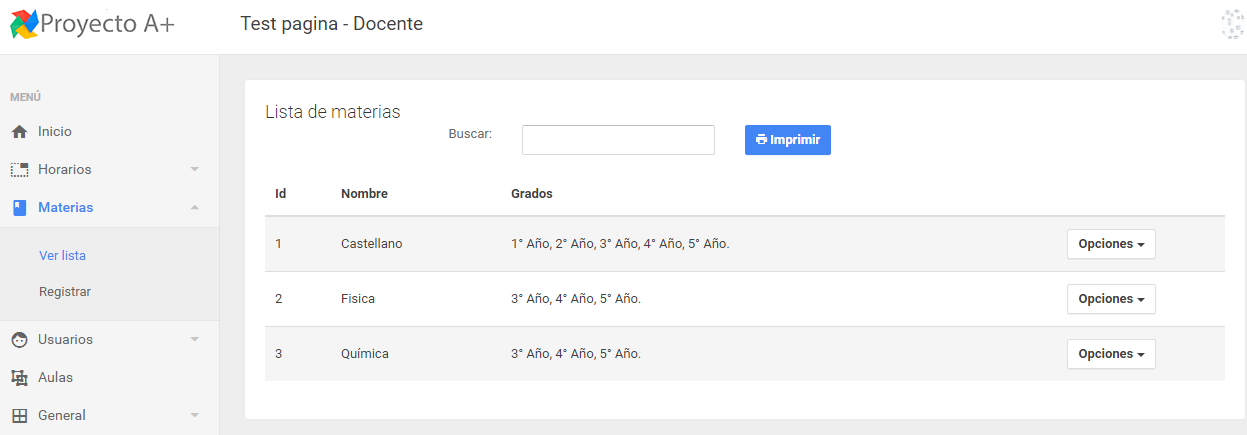 Proyecto A+
Test pagina - Docente
MENÚ
Inicio
Horarios
Materias
Ver lista
Registrar
Usuarios
Aulas
General
Lista de materias
Buscar:
Imprimir
Id Nombre Grados
1 Castellano 1° Año, 2° Año, 3° Año, 4° Año, 5° Año. Opciones
2 Fisica 3° Año, 4° Año, 5° Año. Opciones
3 Química 3° Año, 4° Año, 5° Año. Opciones